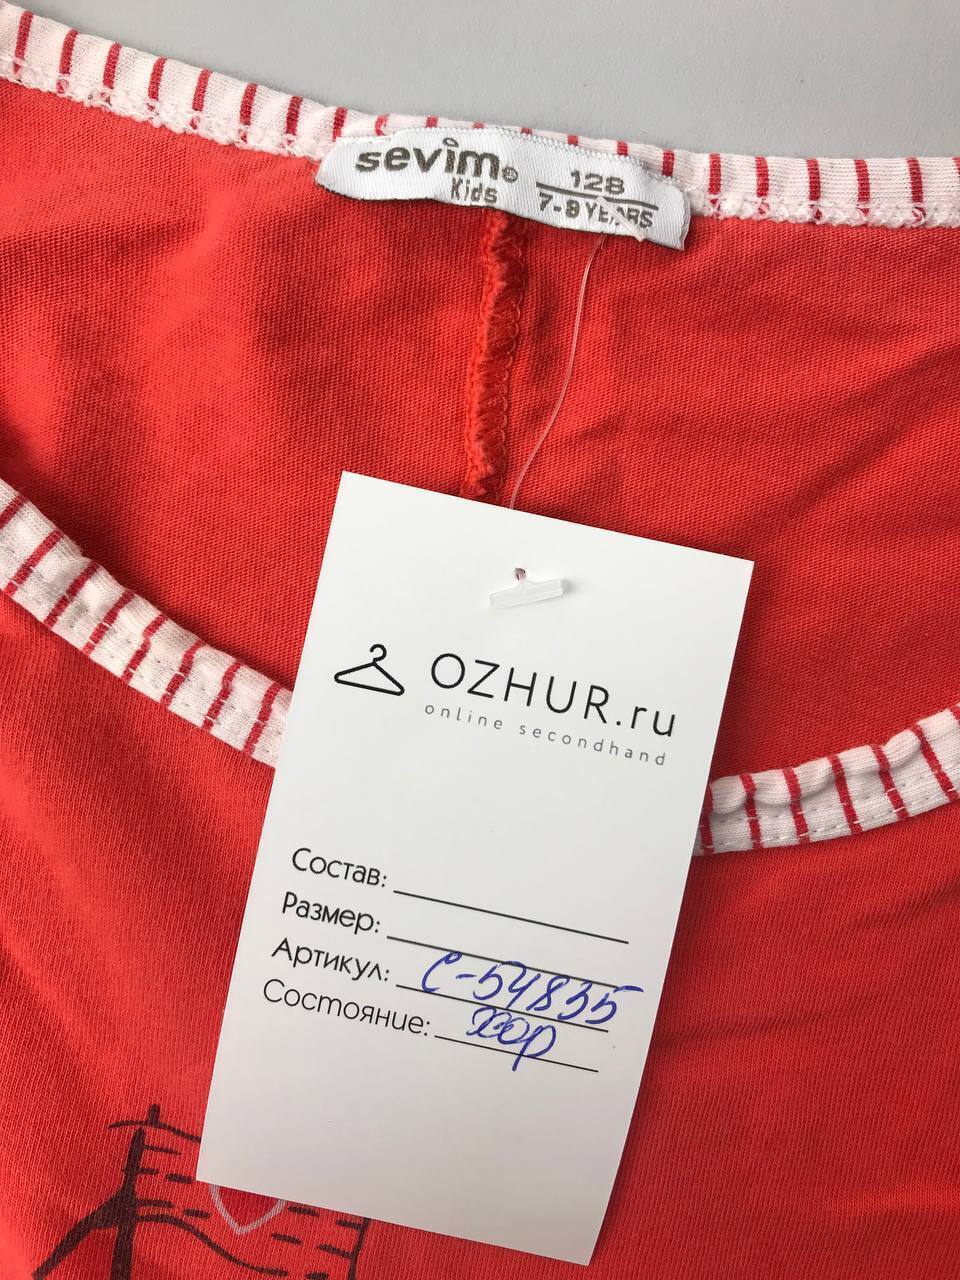 sevim®
Kids
128
7-8 YEARS
OZHUR.ru
online secondhand
Состав:
Размер:
Артикул: С-54835
Состояние: хор